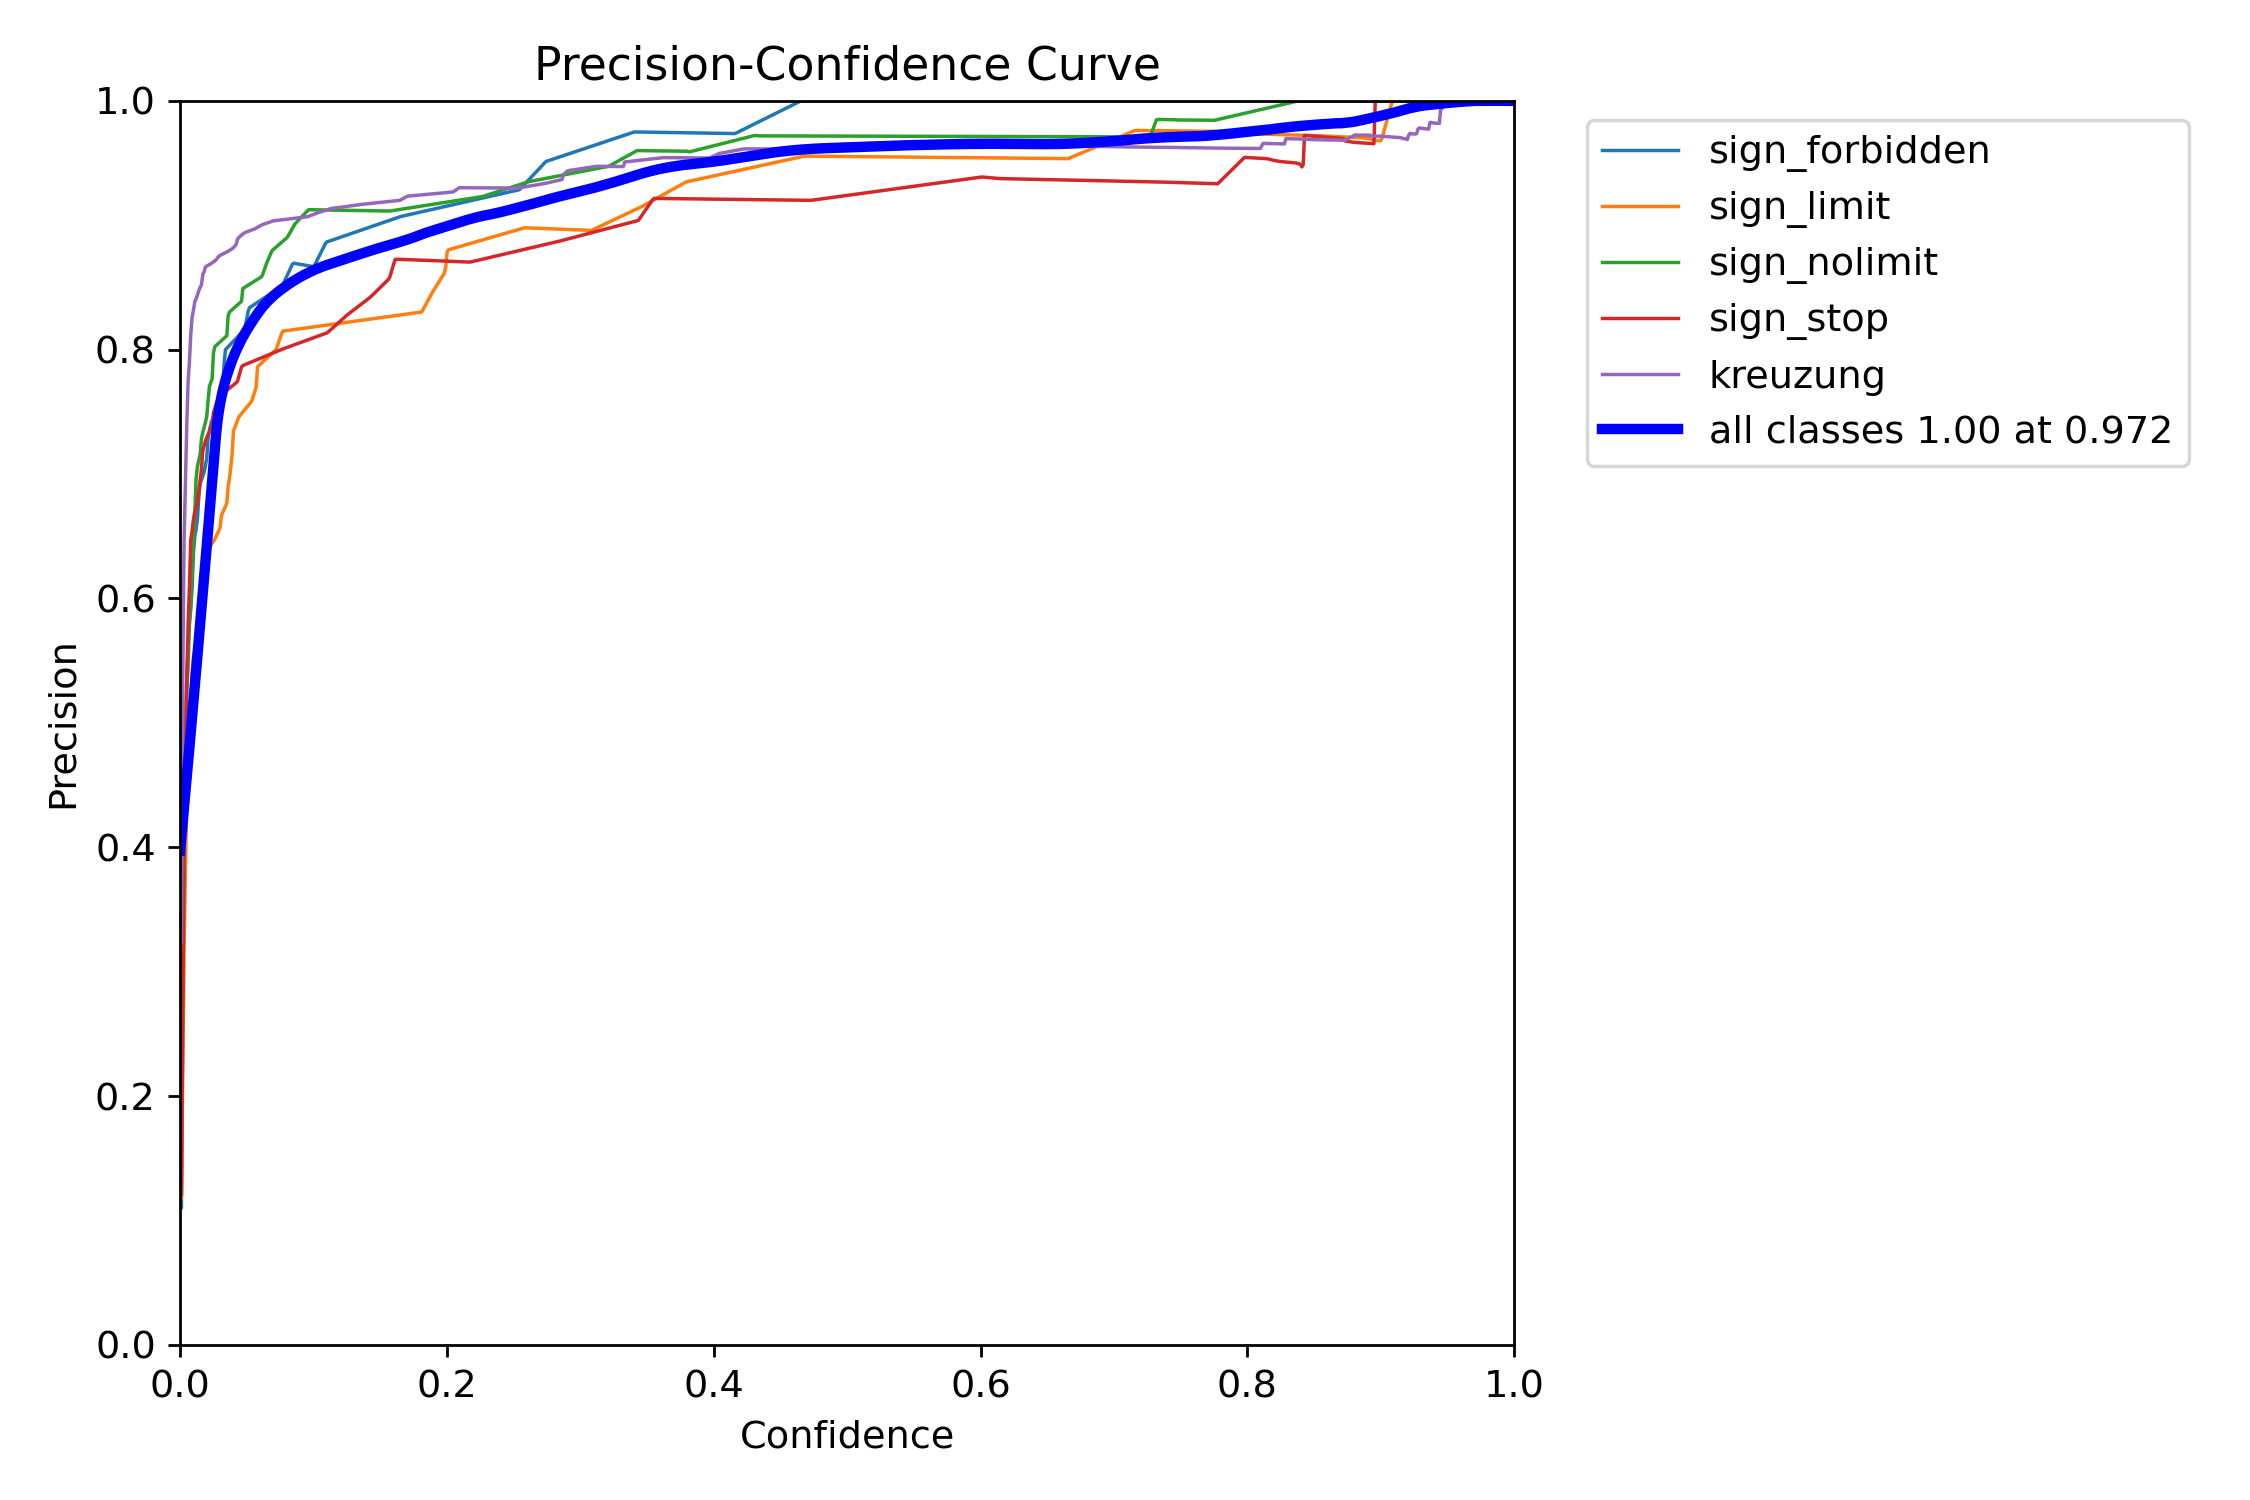 Precision-Confidence Curve
1.0
0.8
0.6
0.4
0.2
0.0
Precision
0.0 0.2 0.4 0.6 0.8 1.0
Confidence
sign_forbidden
sign_limit
sign_nolimit
sign_stop
kreuzung
all classes 1.00 at 0.972